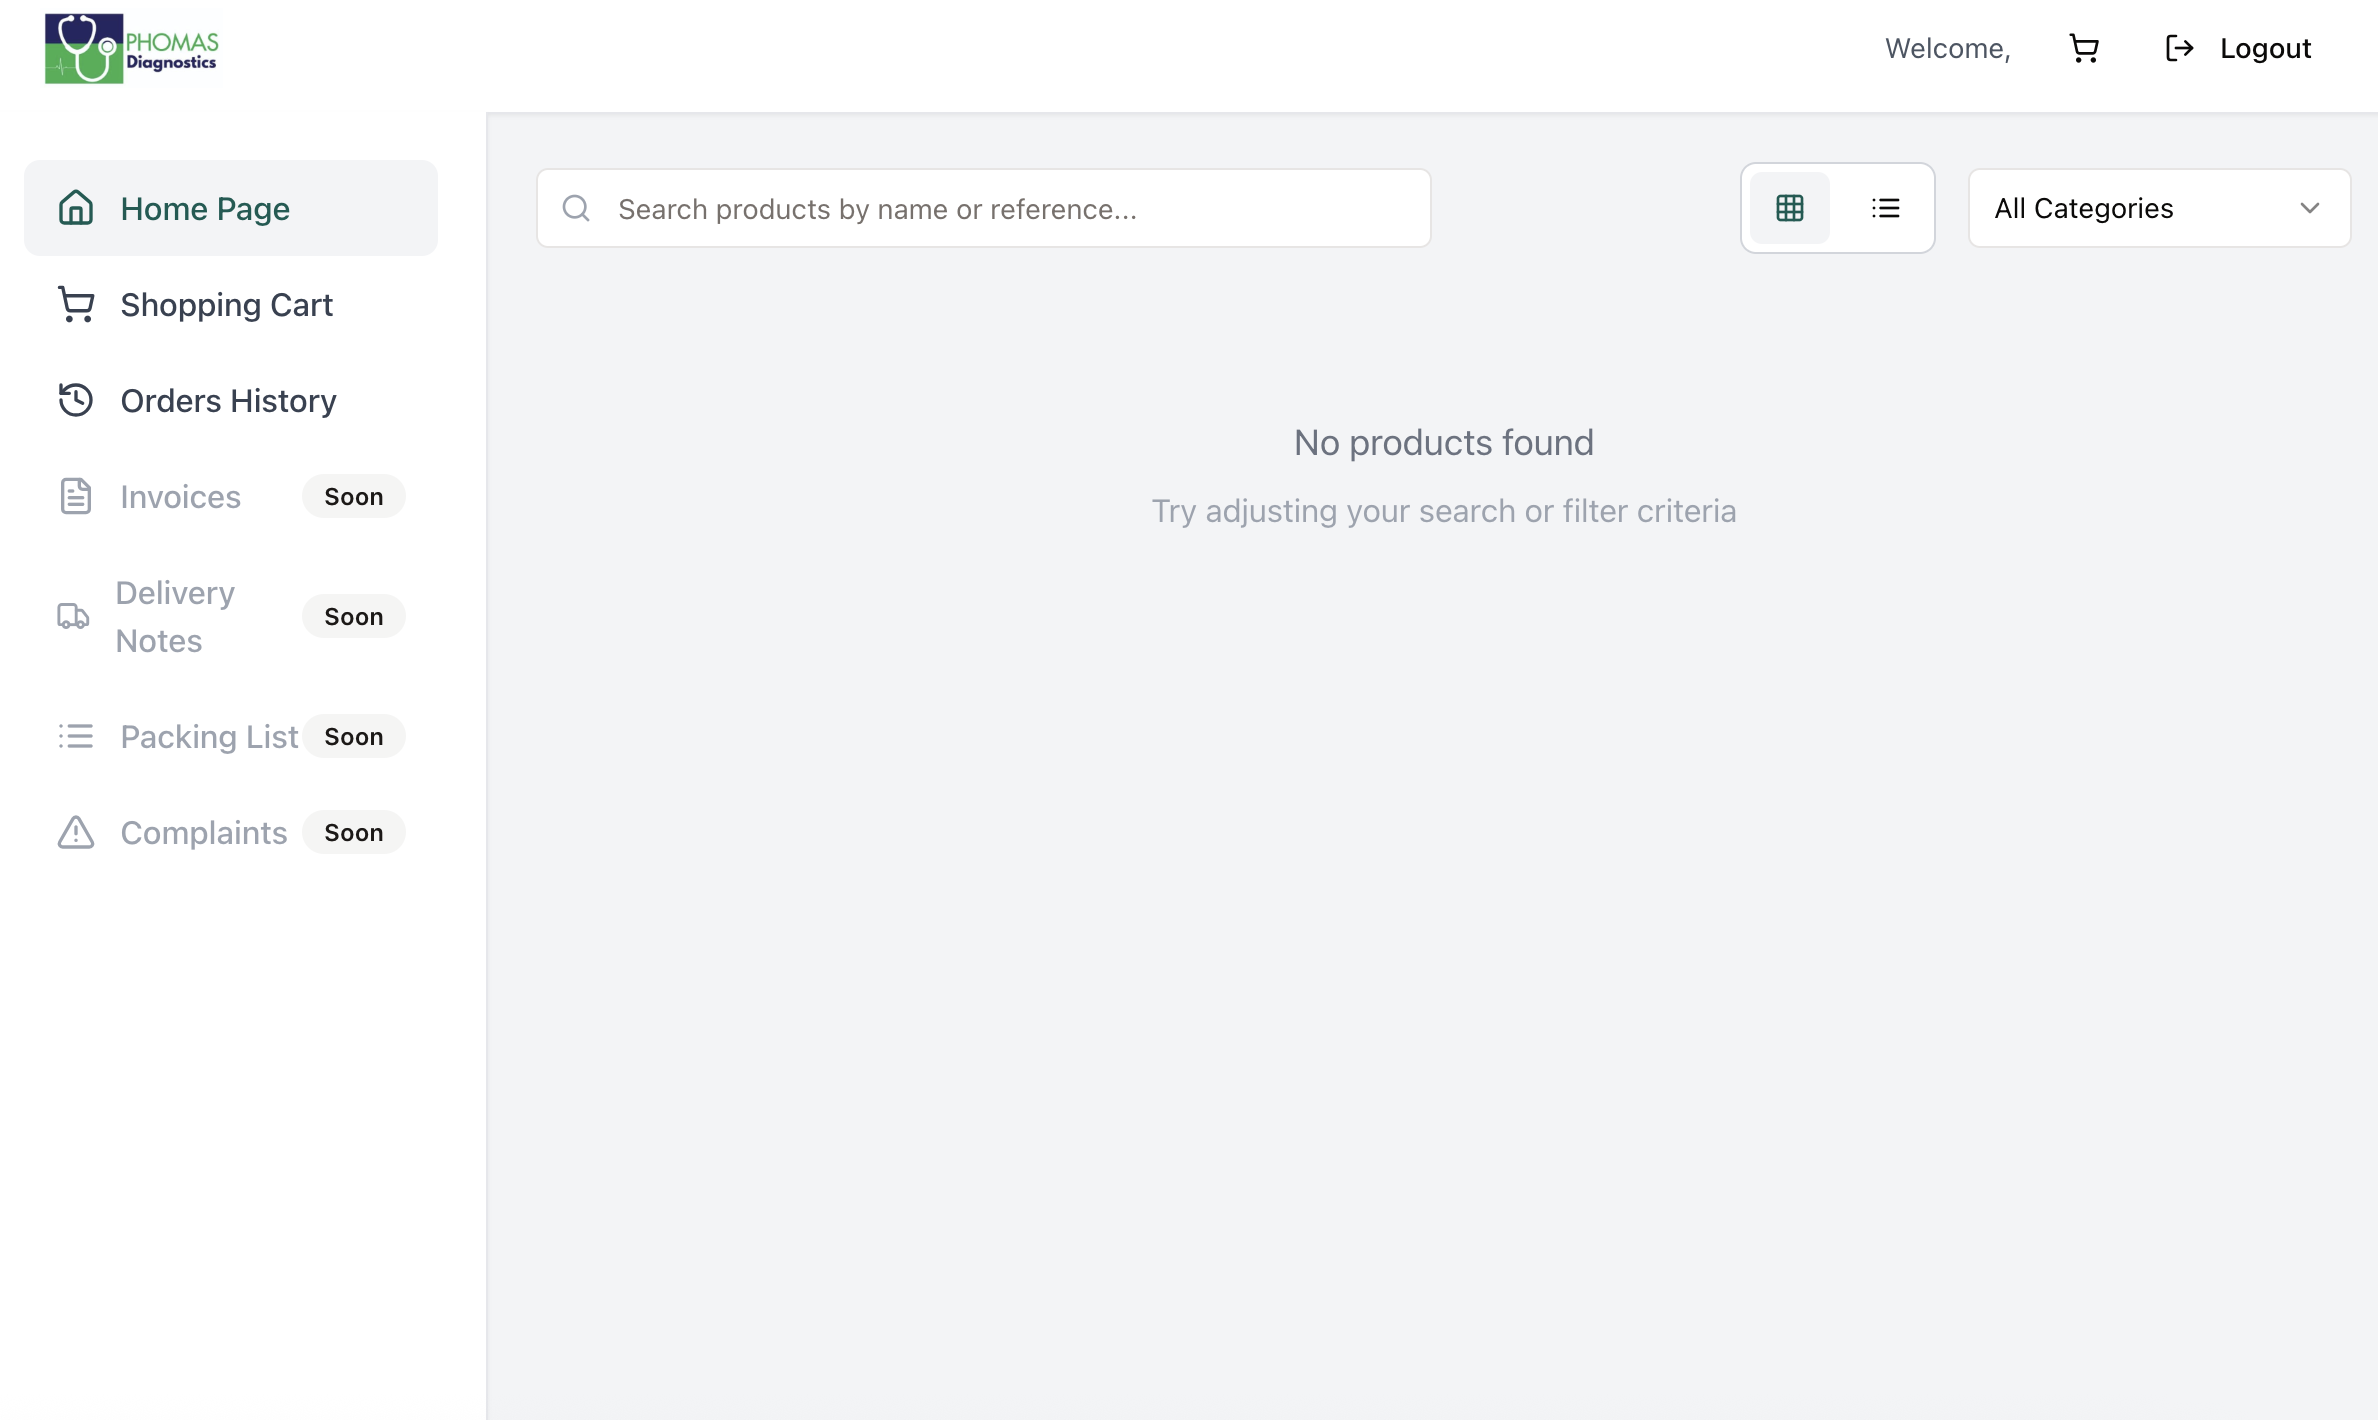 PHOMAS
Diagnostics
Welcome,
Logout
Home Page
Shopping Cart
Orders History
Invoices
Soon
Delivery
Notes
Soon
Packing List
Soon
Complaints
Soon
Search products by name or reference...
All Categories
No products found
Try adjusting your search or filter criteria